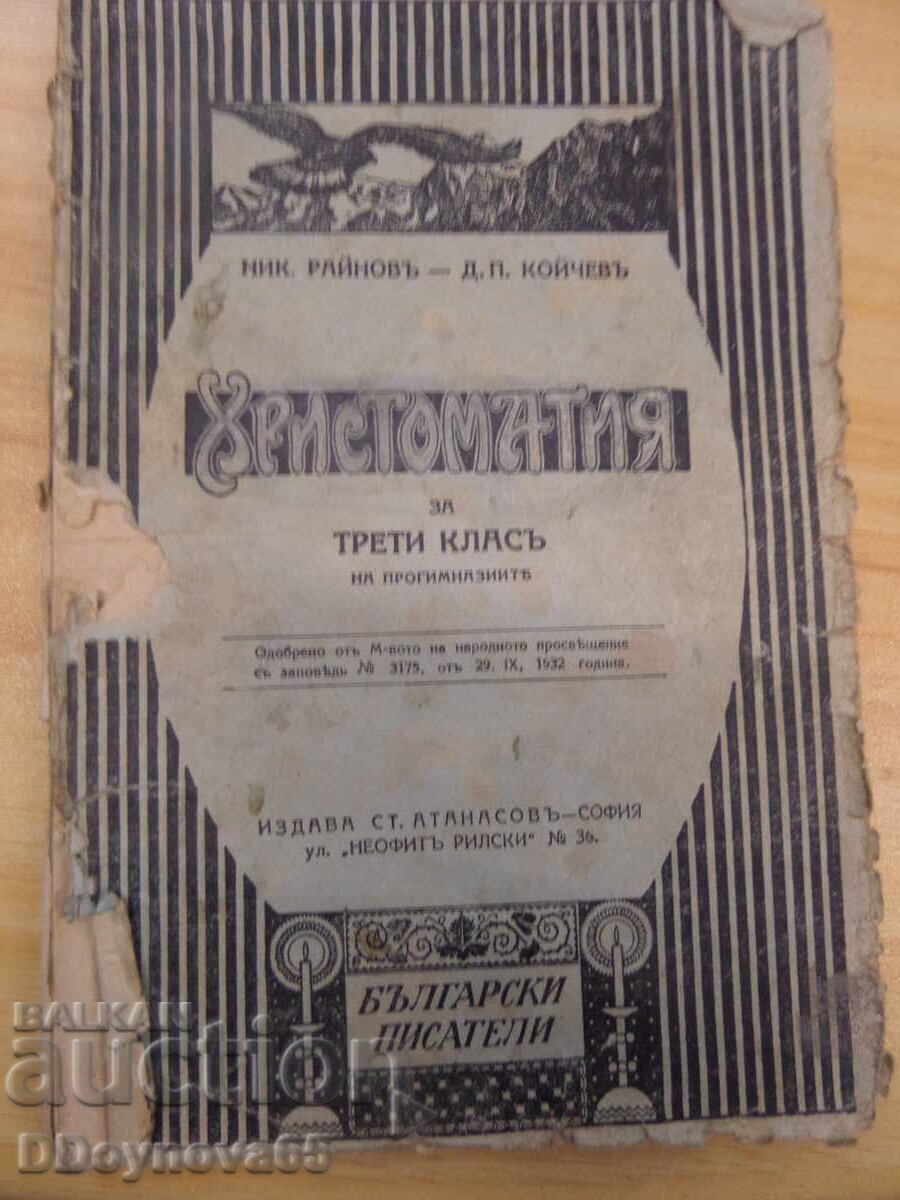 НИК. РАЙНОВЪ — Д. П. КОЙЧЕВЪ
ХРИСТОМАТИЯ
ЗА
ТРЕТИ КЛАСЪ
НА ПРОГИМНАЗИИТѢ
Одобрено отъ М-вото на народното просвѣщение
съ заповѣдь № 3175, отъ 29. IX, 1932 година.
ИЗДАВА СТ. АТАНАСОВЪ—СОФИЯ
ул. „НЕОФИТЪ РИЛСКИ" № 36.
БЪЛГАРСКИ
ПИСАТЕЛИ
BALKAN
auction
DDoynova65